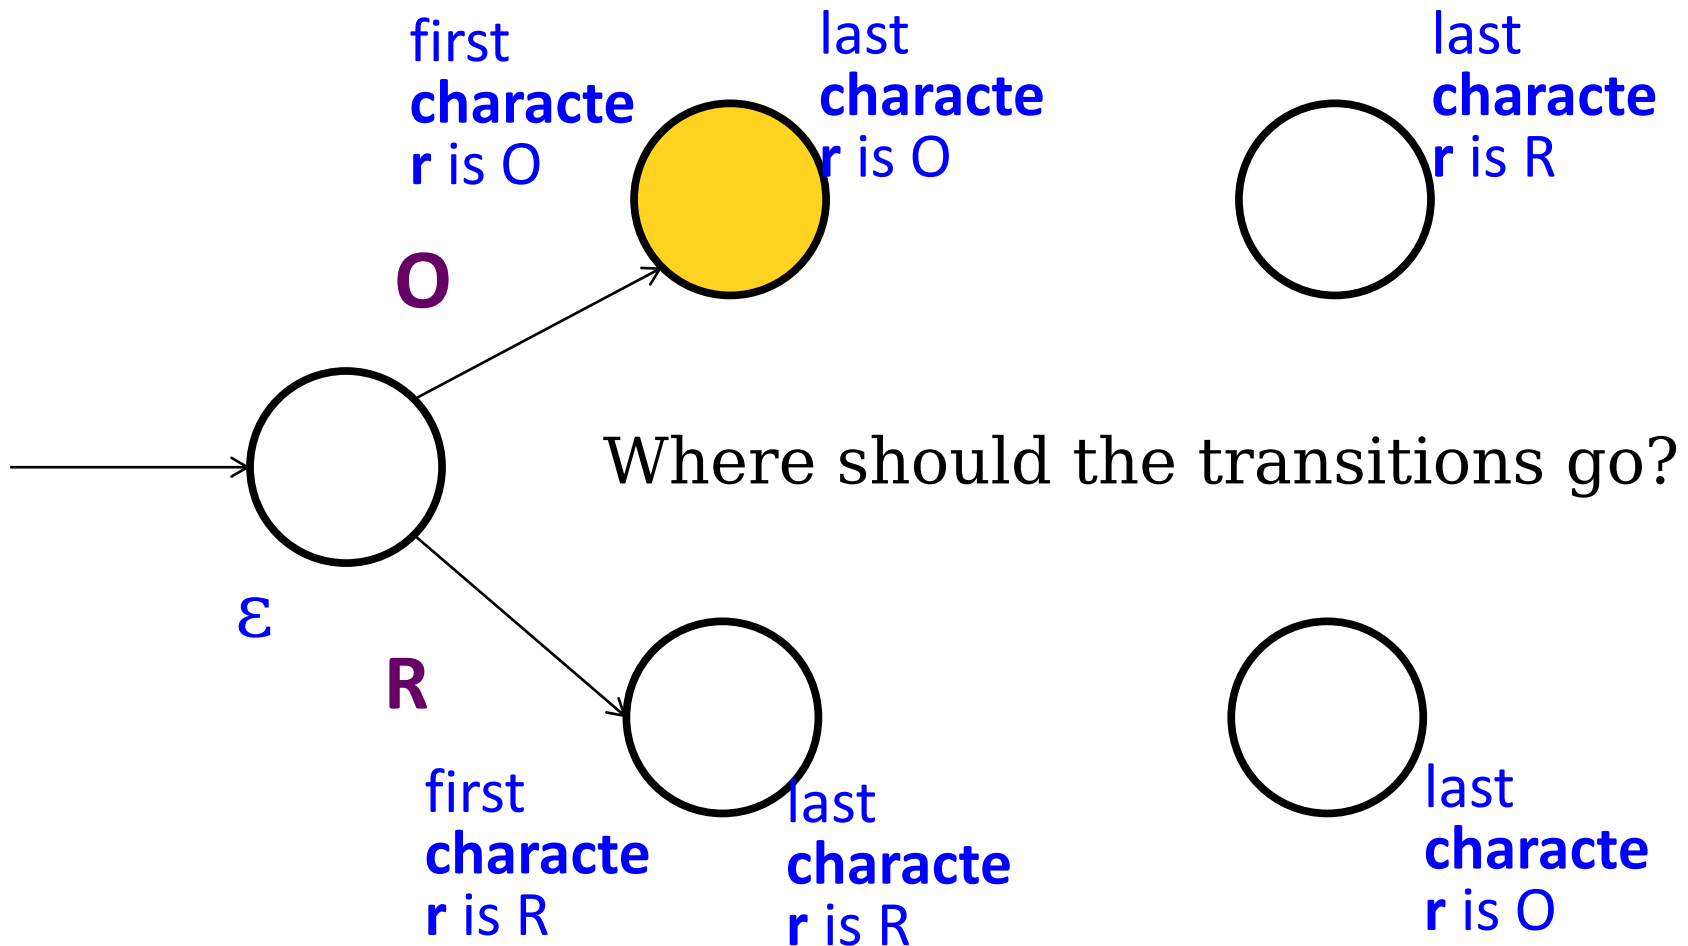 first
characte
r is O
last
characte
r is O
last
characte
r is R
O
Where should the transitions go?
ε
R
first
characte
r is R
last
characte
r is R
last
characte
r is O